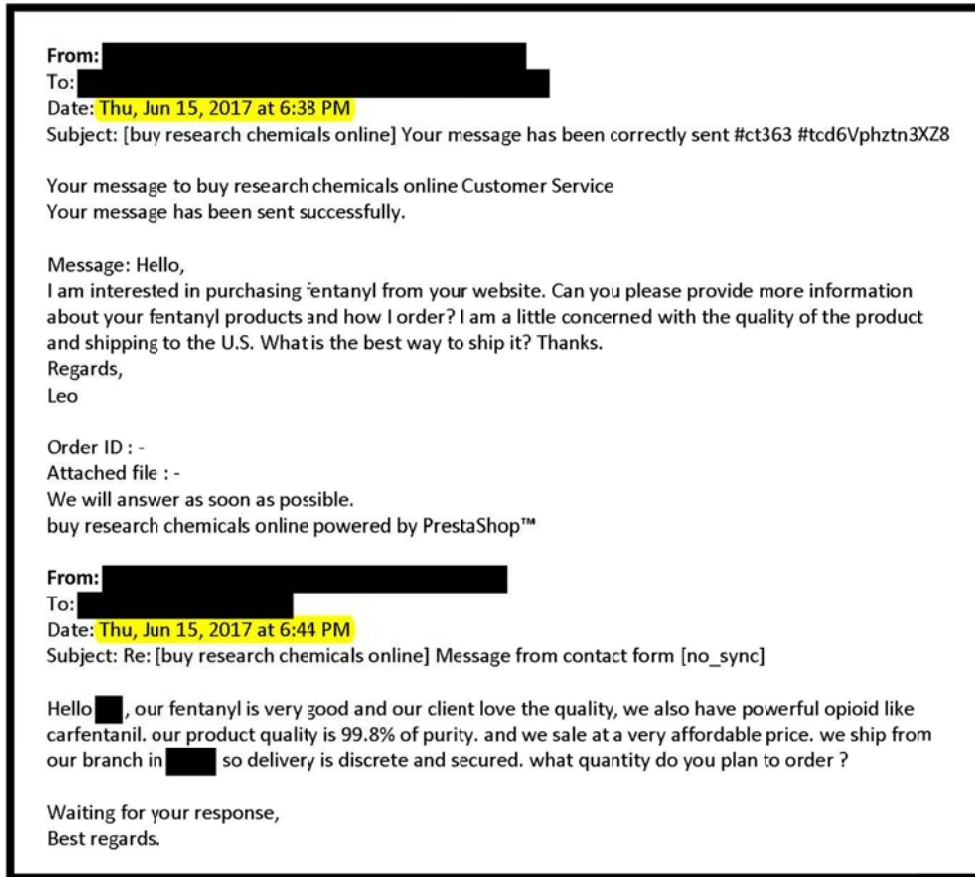 From:
To:
Date: Thu, Jun 15, 2017 at 6:38 PM
Subject: [buy research chemicals online] Your message has been correctly sent #ct363 #tcd6Vphztn3XZ8
Your message to buy research chemicals online Customer Service
Your message has been sent successfully.
Message: Hello,
I am interested in purchasing fentanyl from your website. Can you please provide more information
about your fentanyl products and how I order? I am a little concerned with the quality of the product
and shipping to the U.S. What is the best way to ship it? Thanks.
Regards,
Leo
Order ID : -
Attached file : -
We will answer as soon as possible.
buy research chemicals online powered by PrestaShop™
From:
To:
Date: Thu, Jun 15, 2017 at 6:44 PM
Subject: Re: [buy research chemicals online] Message from contact form [no_sync]
Hello , our fentanyl is very good and our client love the quality, we also have powerful opioid like
carfentanil. our product quality is 99.8% of purity. and we sale at a very affordable price. we ship from
our branch in so delivery is discrete and secured. what quantity do you plan to order ?
Waiting for your response,
Best regards.